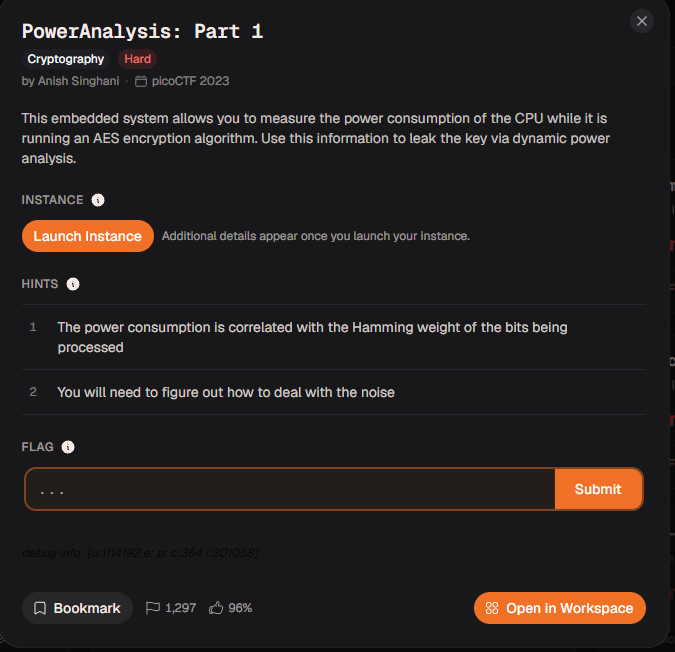 PowerAnalysis: Part 1
Cryptography Hard
by Anish Singhani · picoCTF 2023
This embedded system allows you to measure the power consumption of the CPU while it is
running an AES encryption algorithm. Use this information to leak the key via dynamic power
analysis.
INSTANCE
Launch Instance Additional details appear once you launch your instance.
HINTS
1 The power consumption is correlated with the Hamming weight of the bits being
processed
2 You will need to figure out how to deal with the noise
FLAG
... Submit
debug info: [u:1114192 e: p: c:364 i:301058]
Bookmark 1,297 96% Open in Workspace